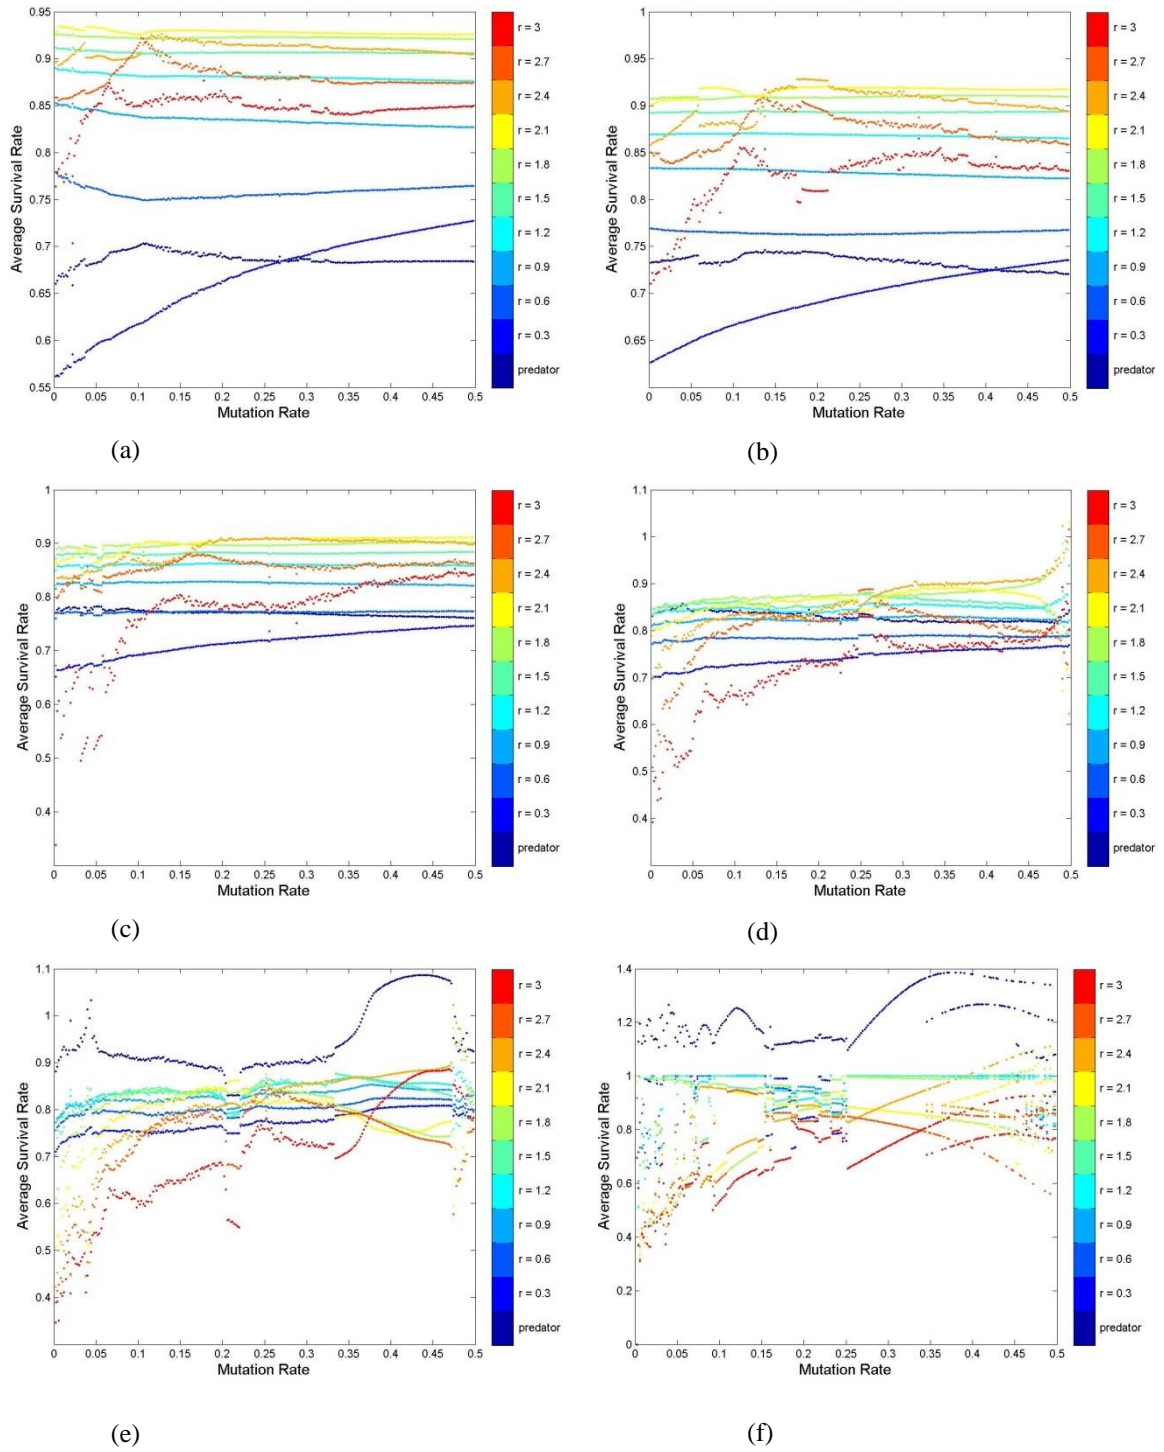 0.95
0.9
0.85
0.8
0.75
0.7
0.65
0.6
0.55
Average Survival Rate
0 0.05 0.1 0.15 0.2 0.25 0.3 0.35 0.4 0.45 0.5
Mutation Rate
r = 3
r = 2.7
r = 2.4
r = 2.1
r = 1.8
r = 1.5
r = 1.2
r = 0.9
r = 0.6
r = 0.3
predator
(a)
1
0.95
0.9
0.85
0.8
0.75
0.7
0.65
Average Survival Rate
0 0.05 0.1 0.15 0.2 0.25 0.3 0.35 0.4 0.45 0.5
Mutation Rate
r = 3
r = 2.7
r = 2.4
r = 2.1
r = 1.8
r = 1.5
r = 1.2
r = 0.9
r = 0.6
r = 0.3
predator
(b)
1
0.9
0.8
0.7
0.6
0.5
0.4
Average Survival Rate
0 0.05 0.1 0.15 0.2 0.25 0.3 0.35 0.4 0.45 0.5
Mutation Rate
r = 3
r = 2.7
r = 2.4
r = 2.1
r = 1.8
r = 1.5
r = 1.2
r = 0.9
r = 0.6
r = 0.3
predator
(c)
1.1
1
0.9
0.8
0.7
0.6
0.5
0.4
Average Survival Rate
0 0.05 0.1 0.15 0.2 0.25 0.3 0.35 0.4 0.45 0.5
Mutation Rate
r = 3
r = 2.7
r = 2.4
r = 2.1
r = 1.8
r = 1.5
r = 1.2
r = 0.9
r = 0.6
r = 0.3
predator
(d)
1.1
1
0.9
0.8
0.7
0.6
0.5
0.4
Average Survival Rate
0 0.05 0.1 0.15 0.2 0.25 0.3 0.35 0.4 0.45 0.5
Mutation Rate
r = 3
r = 2.7
r = 2.4
r = 2.1
r = 1.8
r = 1.5
r = 1.2
r = 0.9
r = 0.6
r = 0.3
predator
(e)
1.4
1.2
1
0.8
0.6
0.4
0.2
0
Average Survival Rate
0 0.05 0.1 0.15 0.2 0.25 0.3 0.35 0.4 0.45 0.5
Mutation Rate
r = 3
r = 2.7
r = 2.4
r = 2.1
r = 1.8
r = 1.5
r = 1.2
r = 0.9
r = 0.6
r = 0.3
predator
(f)